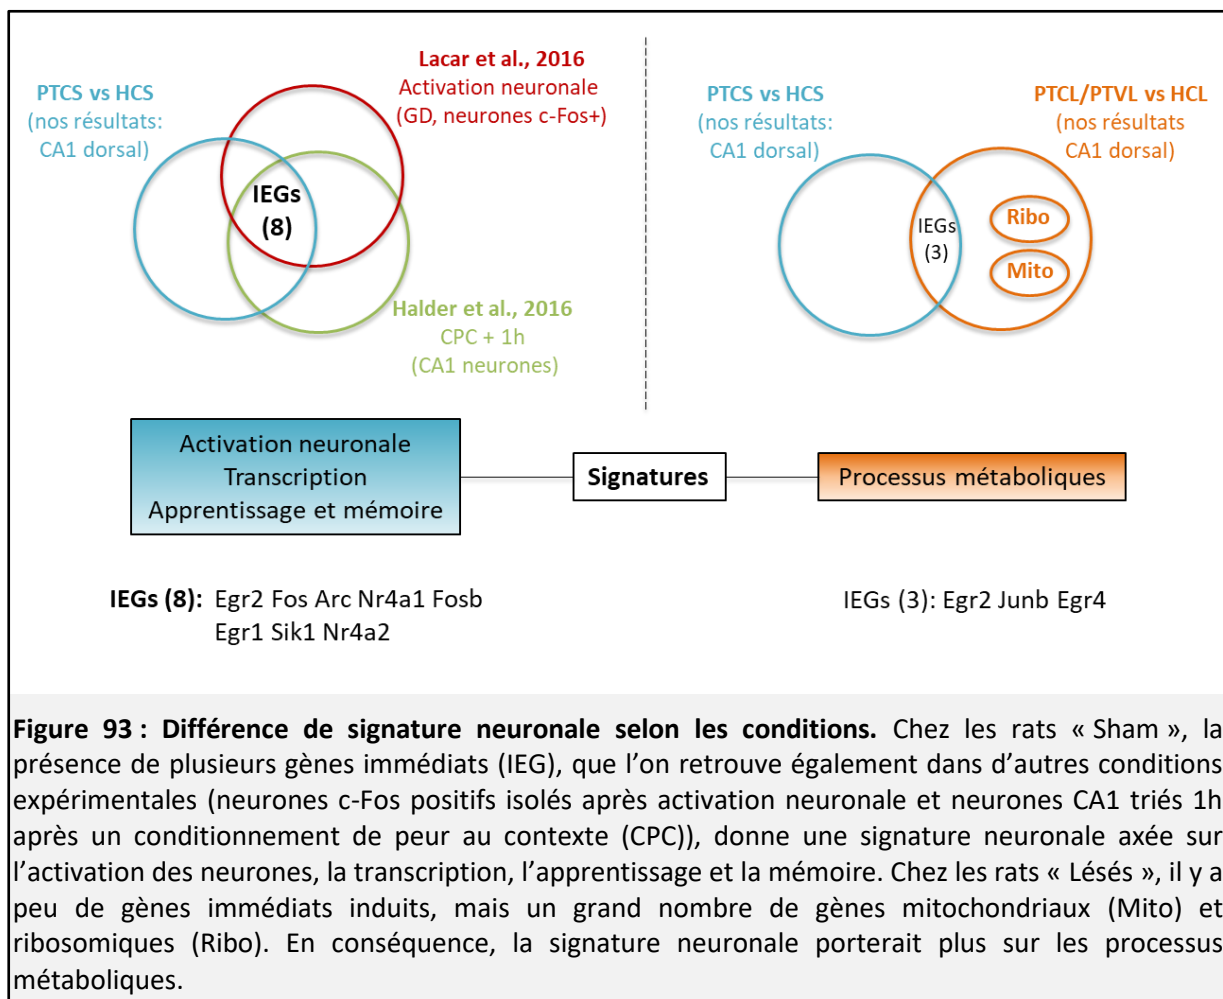 Lacar et al., 2016
Activation neuronale
(GD, neurones c-Fos+)
PTCS vs HCS
(nos résultats:
CA1 dorsal)
IEGs
(8)
Halder et al., 2016
CPC + 1h
(CA1 neurones)
PTCS vs HCS
(nos résultats:
CA1 dorsal)
PTCL/PTVL vs HCL
(nos résultats
CA1 dorsal)
IEGs
(3)
Ribo
Mito
Activation neuronale
Transcription
Apprentissage et mémoire
Signatures
Processus métaboliques
IEGs (8): Egr2 Fos Arc Nr4a1 Fosb
Egr1 Sik1 Nr4a2
IEGs (3): Egr2 Junb Egr4
Figure 93 : Différence de signature neuronale selon les conditions. Chez les rats « Sham », la
présence de plusieurs gènes immédiats (IEG), que l’on retrouve également dans d’autres conditions
expérimentales (neurones c-Fos positifs isolés après activation neuronale et neurones CA1 triés 1h
après un conditionnement de peur au contexte (CPC)), donne une signature neuronale axée sur
l’activation des neurones, la transcription, l’apprentissage et la mémoire. Chez les rats « Lésés », il y a
peu de gènes immédiats induits, mais un grand nombre de gènes mitochondriaux (Mito) et
ribosomiques (Ribo). En conséquence, la signature neuronale porterait plus sur les processus
métaboliques.